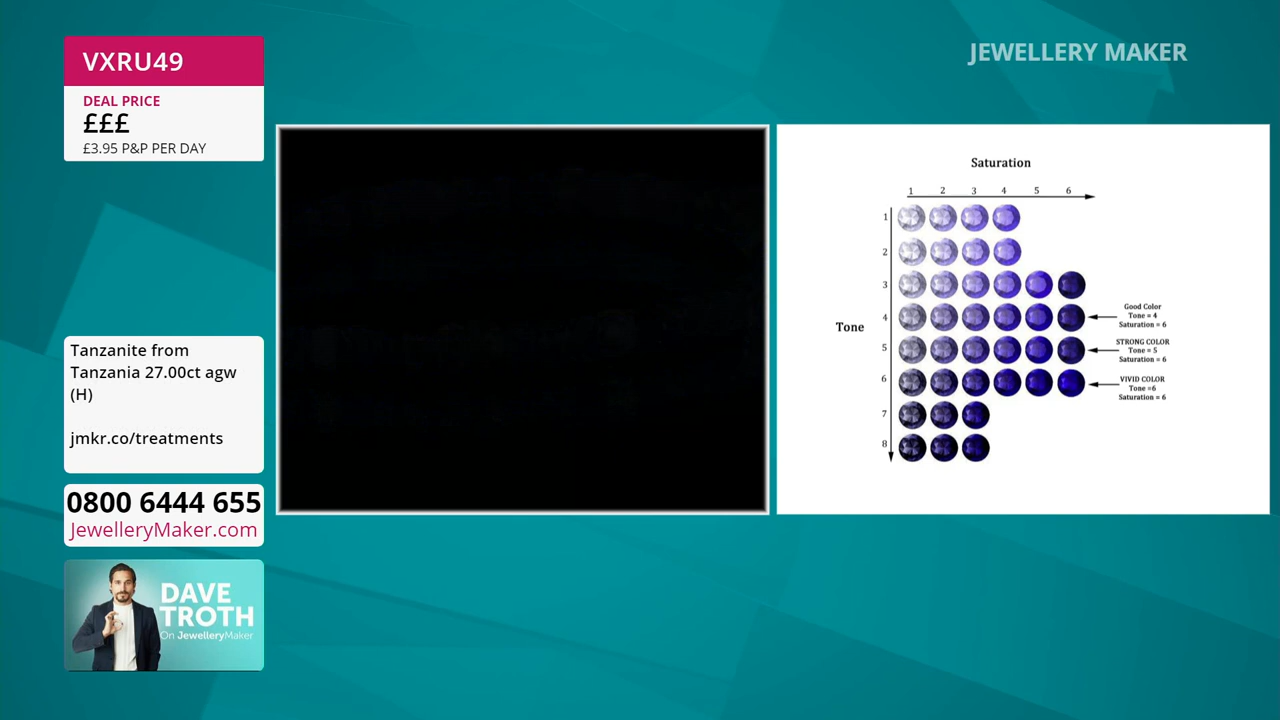 VXRU49
DEAL PRICE
£££
£3.95 P&P PER DAY
Tanzanite from
Tanzania 27.00ct agw
(H)
jmkr.co/treatments
0800 6444 655
JewelleryMaker.com
DAVE
TROTH
On JewelleryMaker
JEWELLERY MAKER
Saturation
1 2 3 4 5 6
1
2
3
4
5
6
7
8
Tone
Good Color
Tone = 4
Saturation = 6
STRONG COLOR
Tone = 5
Saturation = 6
VIVID COLOR
Tone =6
Saturation = 6